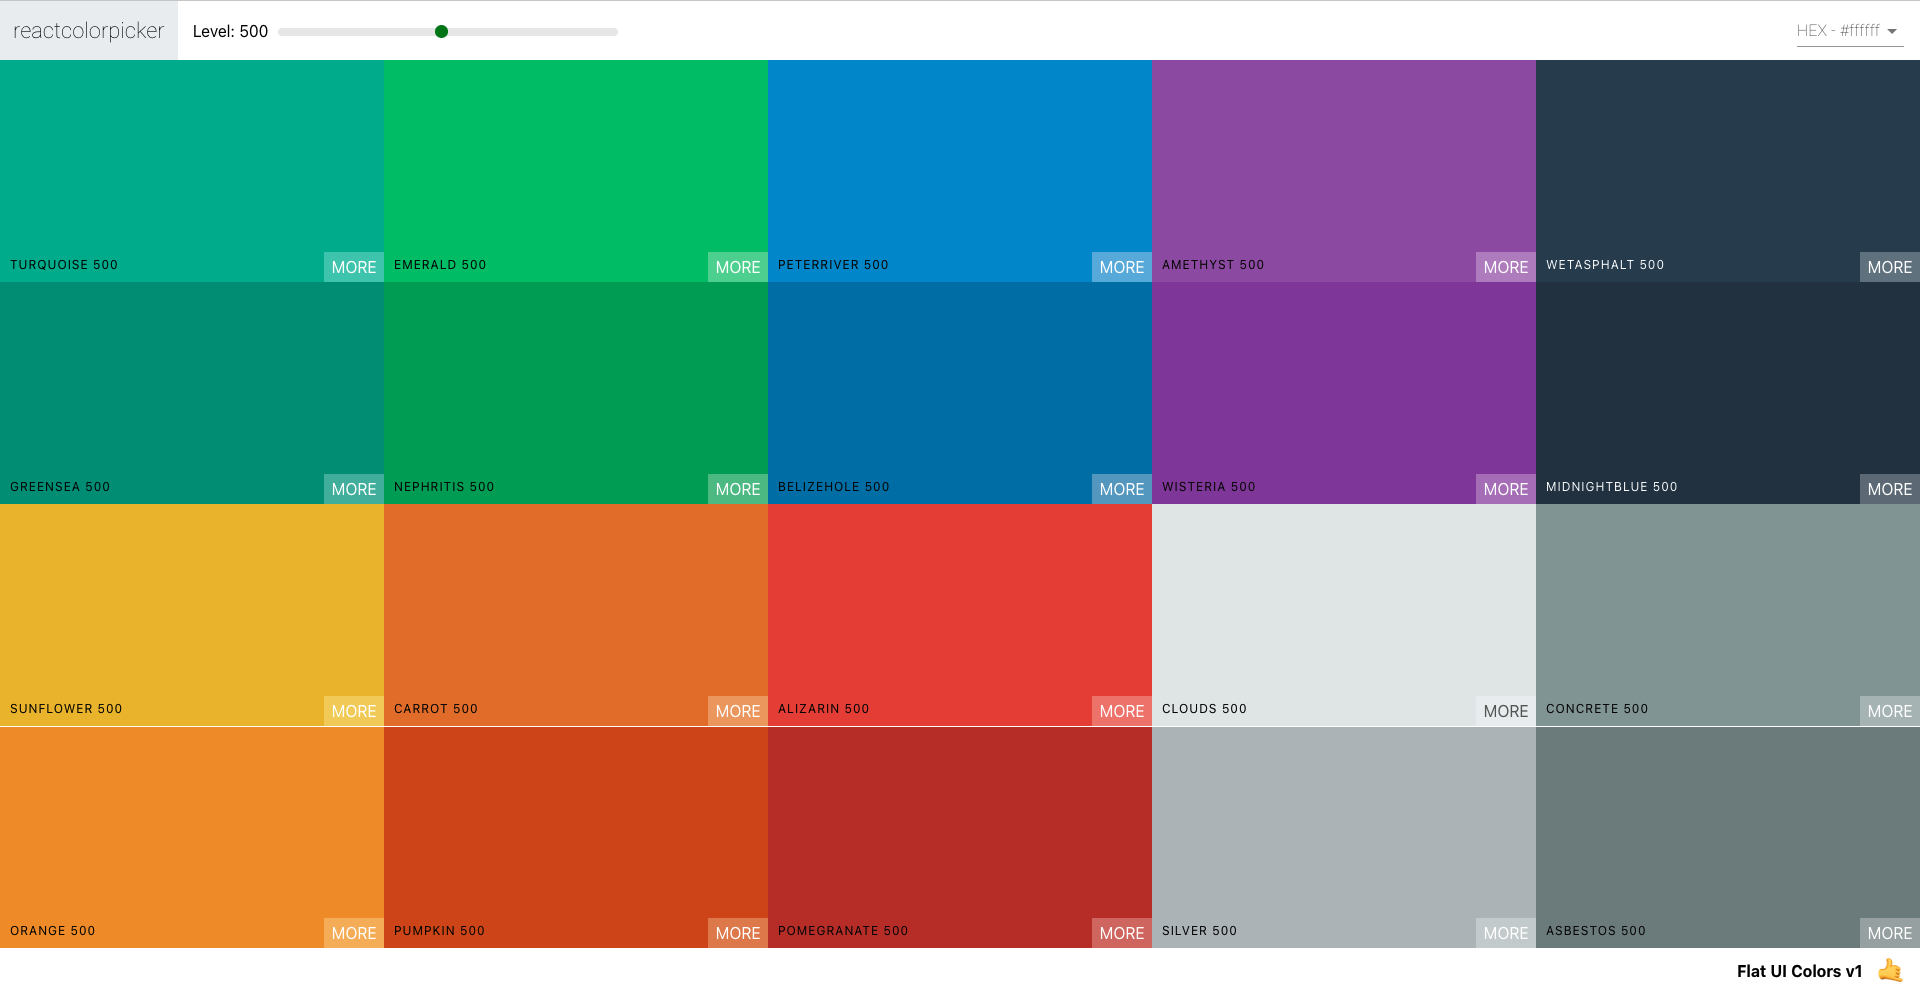 reactcolorpicker Level: 500 HEX - #ffffff
TURQUOISE 500 MORE EMERALD 500 MORE PETERRIVER 500 MORE AMETHYST 500 MORE WETASPHALT 500 MORE
GREENSEA 500 MORE NEPHRITIS 500 MORE BELIZEHOLE 500 MORE WISTERIA 500 MORE MIDNIGHTBLUE 500 MORE
SUNFLOWER 500 MORE CARROT 500 MORE ALIZARIN 500 MORE CLOUDS 500 MORE CONCRETE 500 MORE
ORANGE 500 MORE PUMPKIN 500 MORE POMEGRANATE 500 MORE SILVER 500 MORE ASBESTOS 500 MORE
Flat UI Colors v1 🤙